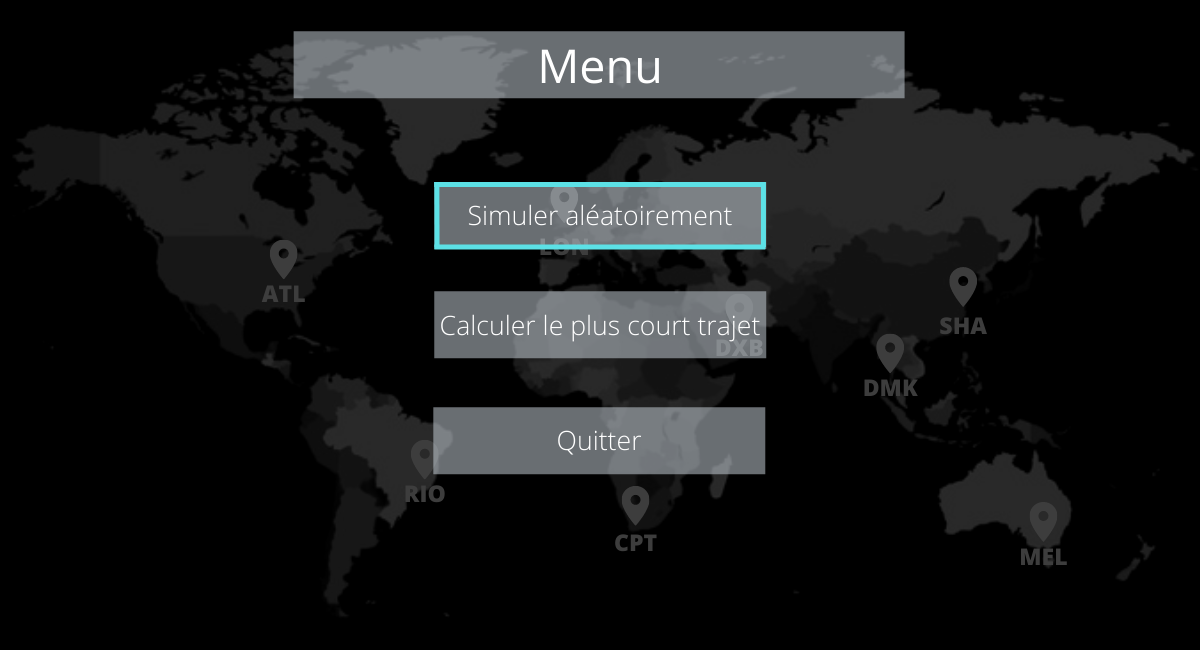 Menu
Simuler aléatoirement
LON
ATL
Calculer le plus court trajet
DXB
SHA
DMK
Quitter
RIO
CPT
MEL